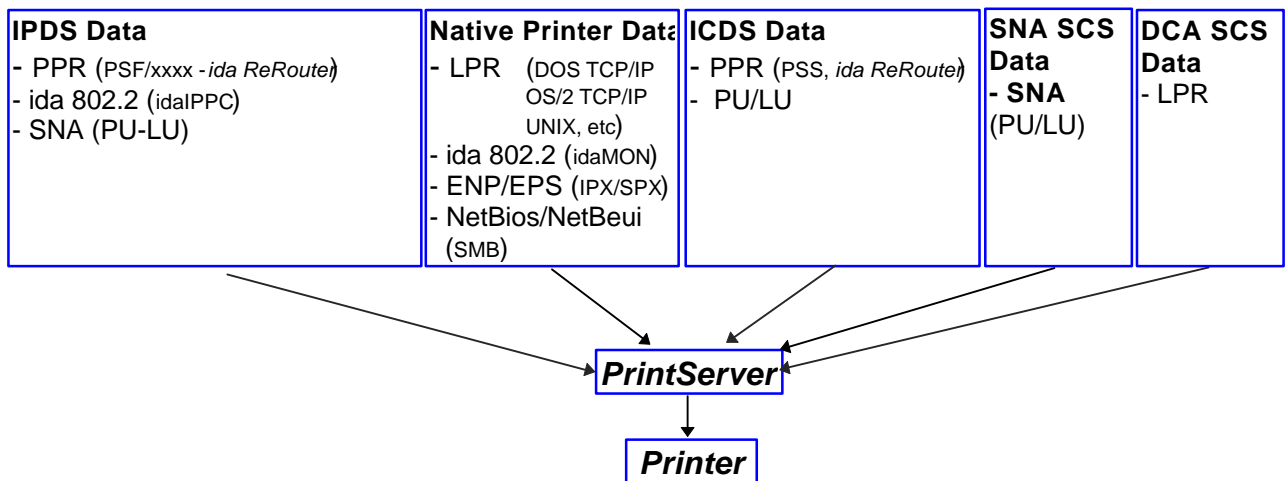 IPDS Data
- PPR (PSF/xxxx - ida ReRouter)
- ida 802.2 (idaIPPC)
- SNA (PU-LU)
Native Printer Data
- LPR (DOS TCP/IP
OS/2 TCP/IP
UNIX, etc)
- ida 802.2 (idaMON)
- ENP/EPS (IPX/SPX)
- NetBios/NetBeui
(SMB)
ICDS Data
- PPR (PSS, ida ReRouter)
- PU/LU
SNA SCS
Data
- SNA
(PU/LU)
DCA SCS
Data
- LPR
PrintServer
Printer